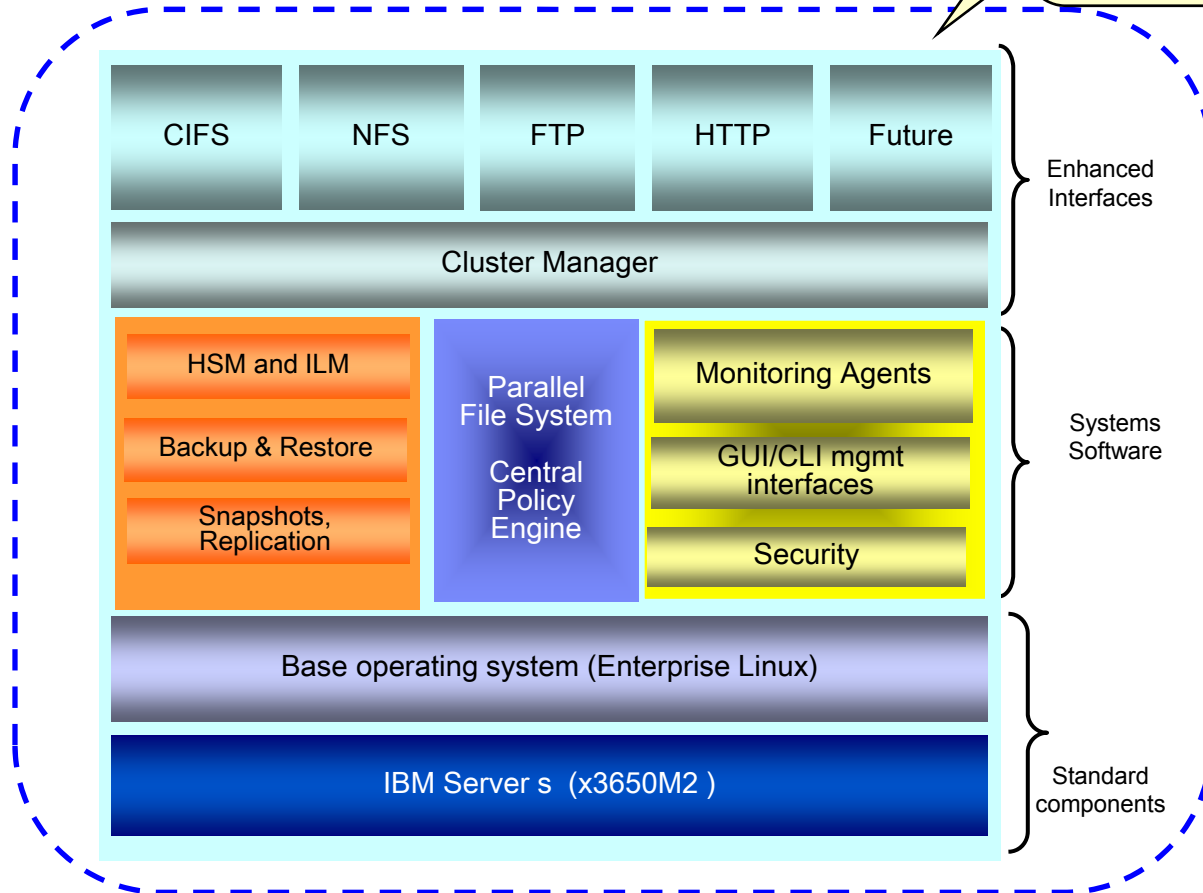 CIFS
NFS
FTP
HTTP
Future
Enhanced
Interfaces
Cluster Manager
HSM and ILM
Backup & Restore
Snapshots,
Replication
Parallel
File System
Central
Policy
Engine
Monitoring Agents
GUI/CLI mgmt
interfaces
Security
Systems
Software
Base operating system (Enterprise Linux)
IBM Server s (x3650M2 )
Standard
components